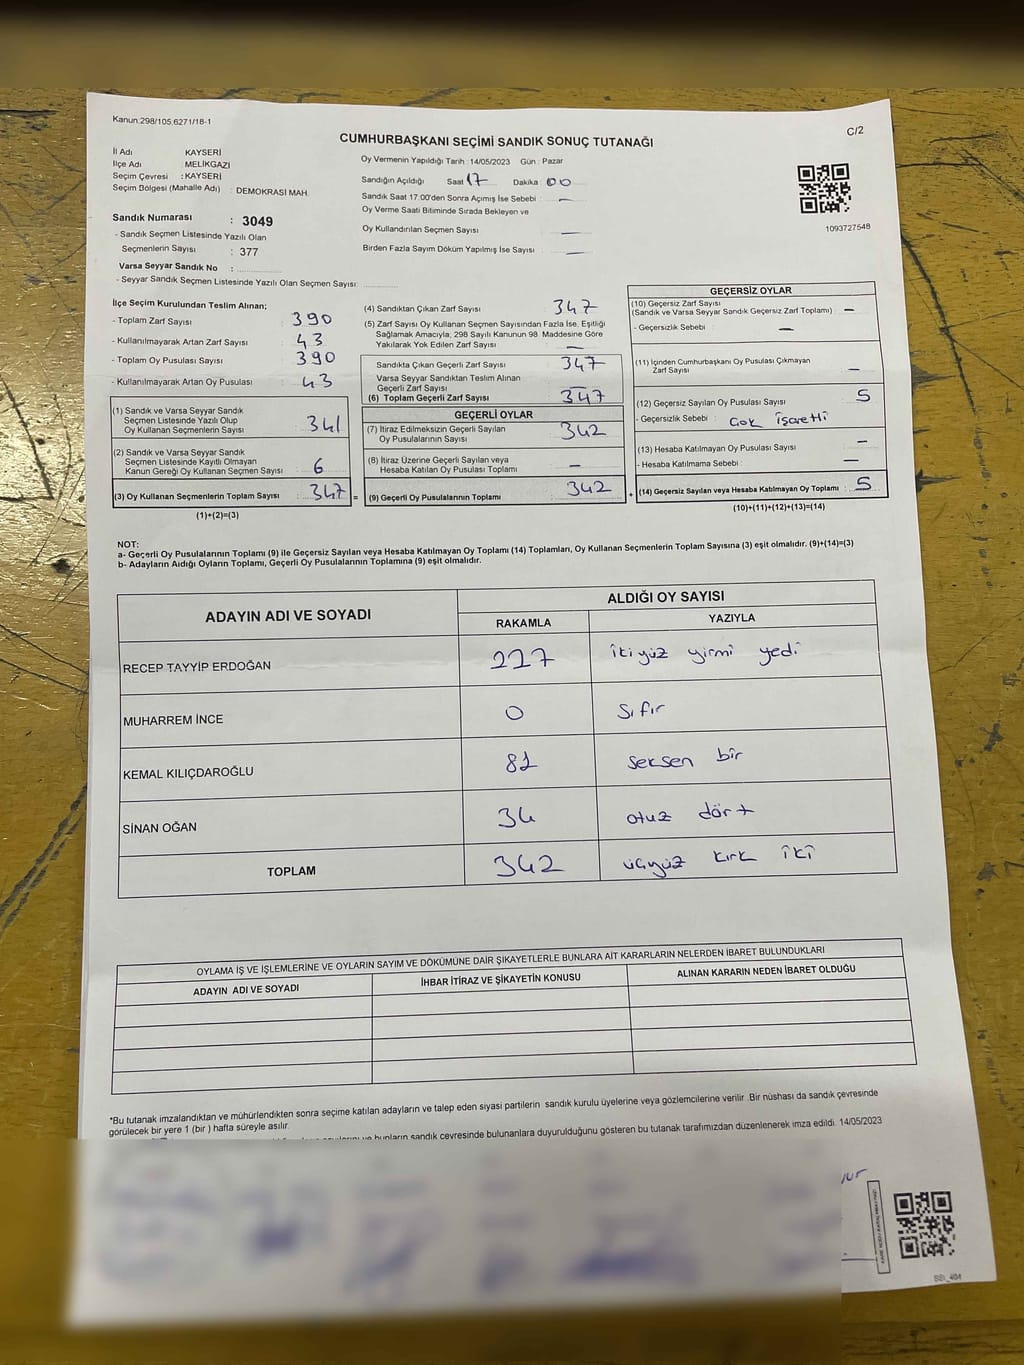 Kanun:298/105,6271/18-1
C/2
CUMHURBAŞKANI SEÇİMİ SANDIK SONUÇ TUTANAĞI
İl Adı KAYSERİ
İlçe Adı MELİKGAZİ
Seçim Çevresi : KAYSERİ
Seçim Bölgesi (Mahalle Adı) : DEMOKRASİ MAH.
Sandık Numarası : 3049
- Sandık Seçmen Listesinde Yazılı Olan
Seçmenlerin Sayısı : 377
Varsa Seyyar Sandık No :
- Seyyar Sandık Seçmen Listesinde Yazılı Olan Seçmen Sayısı:
Oy Vermenin Yapıldığı Tarih : 14/05/2023 Gün : Pazar
Sandığın Açıldığı Saat 17 Dakika : 00
Sandık Saat 17:00'den Sonra Açımış İse Sebebi : —
Oy Verme Saati Bitiminde Sırada Bekleyen ve
Oy Kullandırılan Seçmen Sayısı : —
Birden Fazla Sayım Döküm Yapılmış İse Sayısı : —
1093727548
İlçe Seçim Kurulundan Teslim Alınan;
- Toplam Zarf Sayısı : 390
- Kullanılmayarak Artan Zarf Sayısı : 43
- Toplam Oy Pusulası Sayısı : 390
- Kullanılmayarak Artan Oy Pusulası : 43
(1) Sandık ve Varsa Seyyar Sandık
Seçmen Listesinde Yazılı Olup
Oy Kullanan Seçmenlerin Sayısı : 341
(2) Sandık ve Varsa Seyyar Sandık
Seçmen Listesinde Kayıtlı Olmayan
Kanun Gereği Oy Kullanan Seçmen Sayısı : 6
(3) Oy Kullanan Seçmenlerin Toplam Sayısı : 347 =
(1)+(2)=(3)
(4) Sandıktan Çıkan Zarf Sayısı : 347
(5) Zarf Sayısı Oy Kullanan Seçmen Sayısından Fazla İse, Eşitliği
Sağlamak Amacıyla, 298 Sayılı Kanunun 98. Maddesine Göre
Yakılarak Yok Edilen Zarf Sayısı : —
Sandıkta Çıkan Geçerli Zarf Sayısı : 347
Varsa Seyyar Sandıktan Teslim Alınan
Geçerli Zarf Sayısı : —
(6) Toplam Geçerli Zarf Sayısı : 347
GEÇERLİ OYLAR
(7) İtiraz Edilmeksizin Geçerli Sayılan
Oy Pusulalarının Sayısı : 342
(8) İtiraz Üzerine Geçerli Sayılan veya
Hesaba Katılan Oy Pusulası Toplamı : —
(9) Geçerli Oy Pusulalarının Toplamı : 342 +
GEÇERSİZ OYLAR
(10) Geçersiz Zarf Sayısı
(Sandık ve Varsa Seyyar Sandık Geçersiz Zarf Toplamı) : —
- Geçersizlik Sebebi : —
(11) İçinden Cumhurbaşkanı Oy Pusulası Çıkmayan
Zarf Sayısı : —
(12) Geçersiz Sayılan Oy Pusulası Sayısı : 5
- Geçersizlik Sebebi : Çok İşaretli
(13) Hesaba Katılmayan Oy Pusulası Sayısı : —
- Hesaba Katılmama Sebebi : —
(14) Geçersiz Sayılan veya Hesaba Katılmayan Oy Toplamı : 5
(10)+(11)+(12)+(13)=(14)
NOT:
a- Geçerli Oy Pusulalarının Toplamı (9) ile Geçersiz Sayılan veya Hesaba Katılmayan Oy Toplamı (14) Toplamları, Oy Kullanan Seçmenlerin Toplam Sayısına (3) eşit olmalıdır. (9)+(14)=(3)
b- Adayların Aldığı Oyların Toplamı, Geçerli Oy Pusulalarının Toplamına (9) eşit olmalıdır.
ADAYIN ADI VE SOYADI ALDIĞI OY SAYISI
RAKAMLA YAZIYLA
RECEP TAYYİP ERDOĞAN 227 ikiyüz yirmi yedi
MUHARREM İNCE 0 Sıfır
KEMAL KILIÇDAROĞLU 81 Seksen bir
SİNAN OĞAN 34 otuz dört
TOPLAM 342 üçyüz kırk iki
OYLAMA İŞ VE İŞLEMLERİNE VE OYLARIN SAYIM VE DÖKÜMÜNE DAİR ŞİKAYETLERLE BUNLARA AİT KARARLARIN NELERDEN İBARET BULUNDUKLARI
ADAYIN ADI VE SOYADI İHBAR İTİRAZ VE ŞİKAYETİN KONUSU ALINAN KARARIN NEDEN İBARET OLDUĞU
*Bu tutanak imzalandıktan ve mühürlendikten sonra seçime katılan adayların ve talep eden siyasi partilerin sandık kurulu üyelerine veya gözlemcilerine verilir. Bir nüshası da sandık çevresinde
görülecek bir yere 1 (bir) hafta süreyle asılır.
ve bunların sandık çevresinde bulunanlara duyurulduğunu gösteren bu tutanak tarafımızdan düzenlenerek imza edildi. 14/05/2023